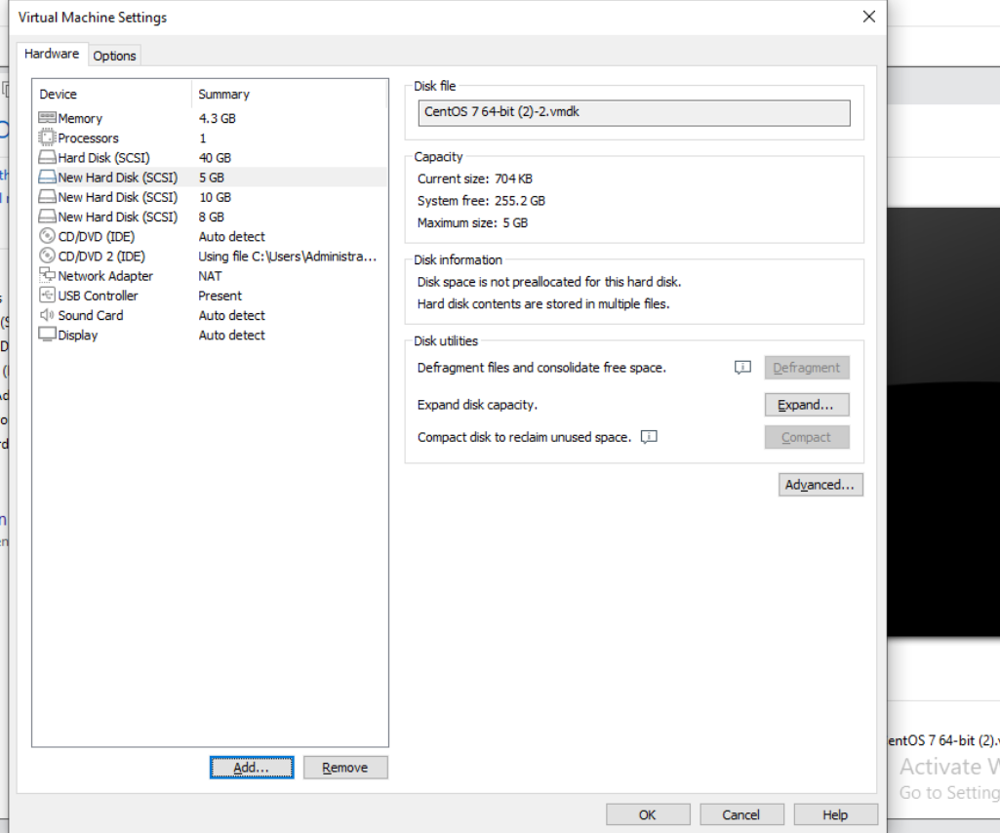 Virtual Machine Settings
Hardware Options
Device Summary
Memory 4.3 GB
Processors 1
Hard Disk (SCSI) 40 GB
New Hard Disk (SCSI) 5 GB
New Hard Disk (SCSI) 10 GB
New Hard Disk (SCSI) 8 GB
CD/DVD (IDE) Auto detect
CD/DVD 2 (IDE) Using file C:\Users\Administra...
Network Adapter NAT
USB Controller Present
Sound Card Auto detect
Display Auto detect
Add... Remove
Disk file
CentOS 7 64-bit (2)-2.vmdk
Capacity
Current size: 704 KB
System free: 255.2 GB
Maximum size: 5 GB
Disk information
Disk space is not preallocated for this hard disk.
Hard disk contents are stored in multiple files.
Disk utilities
Defragment files and consolidate free space. Defragment
Expand disk capacity. Expand...
Compact disk to reclaim unused space. Compact
Advanced...
OK Cancel Help
entOS 7 64-bit (2).v
Activate W
Go to Setting